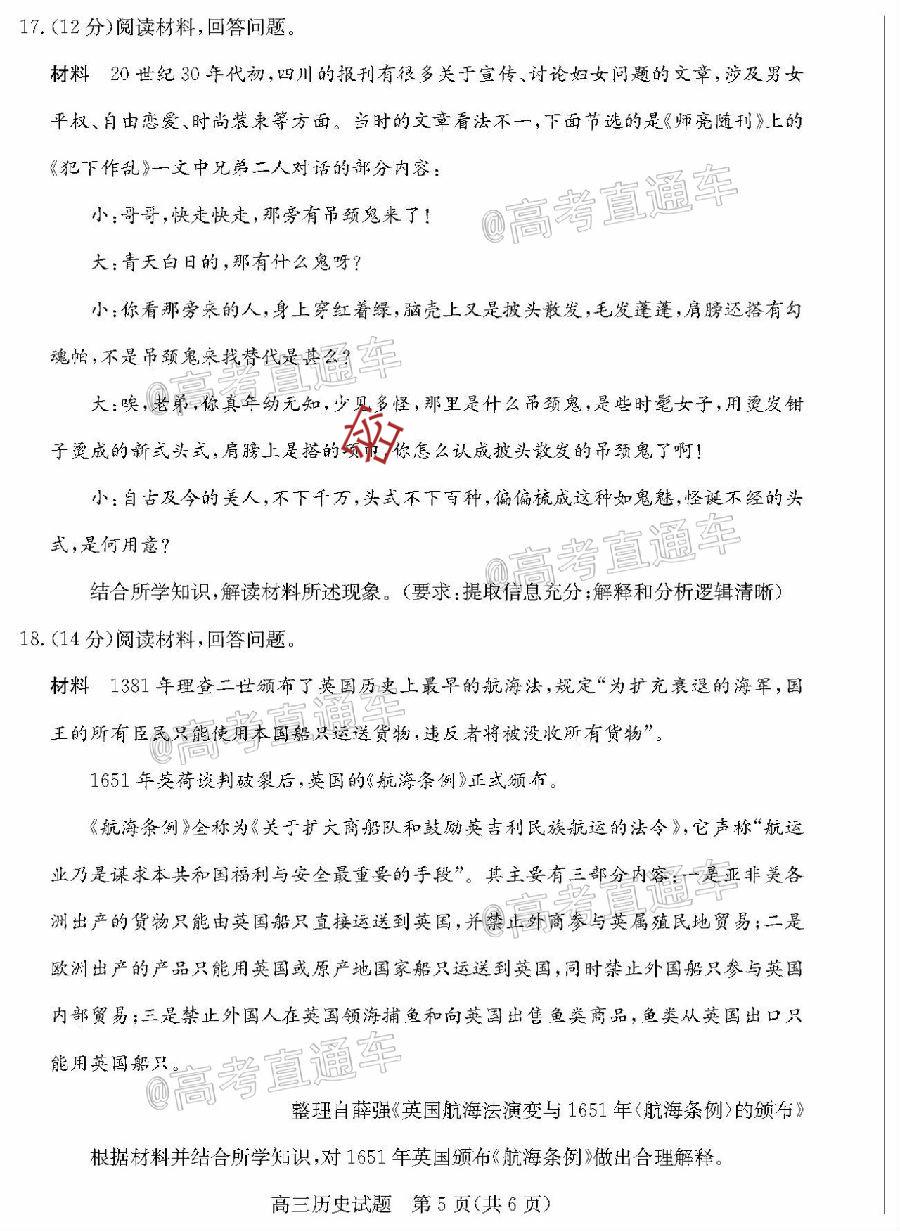 17.(12分)阅读材料,回答问题。
材料 20世纪30年代初,四川的报刊有很多关于宣传、讨论妇女问题的文章,涉及男女
平权、自由恋爱、时尚装束等方面。当时的文章看法不一,下面节选的是《师亮随刊》上的
《犯下作乱》一文中兄弟二人对话的部分内容:
小:哥哥,快走快走,那旁有吊颈鬼来了!
@高考直通车
大:青天白日的,那有什么鬼呀?
小:你看那旁来的人,身上穿红着绿,脑壳上又是披头散发,毛发蓬蓬,肩膀还搭有勾
魂帕,不是吊颈鬼来找替代是甚么?
@高考直通车
大:唉,老弟,你真年幼无知,少见多怪,那里是什么吊颈鬼,是些时髦女子,用烫发钳
子烫成的新式头式,肩膀上是搭的项巾,你怎么认成披头散发的吊颈鬼了啊!
小:自古及今的美人,不下千万,头式不下百种,偏偏梳成这种如鬼魅,怪诞不经的头
式,是何用意?
@高考直通车
结合所学知识,解读材料所述现象。(要求:提取信息充分;解释和分析逻辑清晰)
18.(14分)阅读材料,回答问题。
材料 1381年理查二世颁布了英国历史上最早的航海法,规定“为扩充衰退的海军,国
王的所有臣民只能使用本国船只运送货物,违反者将被没收所有货物”。
@高考直通车
1651年英荷谈判破裂后,英国的《航海条例》正式颁布。
《航海条例》全称为《关于扩大商船队和鼓励英吉利民族航运的法令》,它声称“航运
业乃是谋求本共和国福利与安全最重要的手段”。其主要有三部分内容:一是亚非美各
洲出产的货物只能由英国船只直接运送到英国,并禁止外商参与英属殖民地贸易;二是
@高考直通车
欧洲出产的产品只能用英国或原产地国家船只运送到英国,同时禁止外国船只参与英国
内部贸易;三是禁止外国人在英国领海捕鱼和向英国出售鱼类商品,鱼类从英国出口只
能用英国船只。
@高考直通车
整理自薛强《英国航海法演变与1651年〈航海条例〉的颁布》
根据材料并结合所学知识,对1651年英国颁布《航海条例》做出合理解释。
高三历史试题 第5页(共6页)